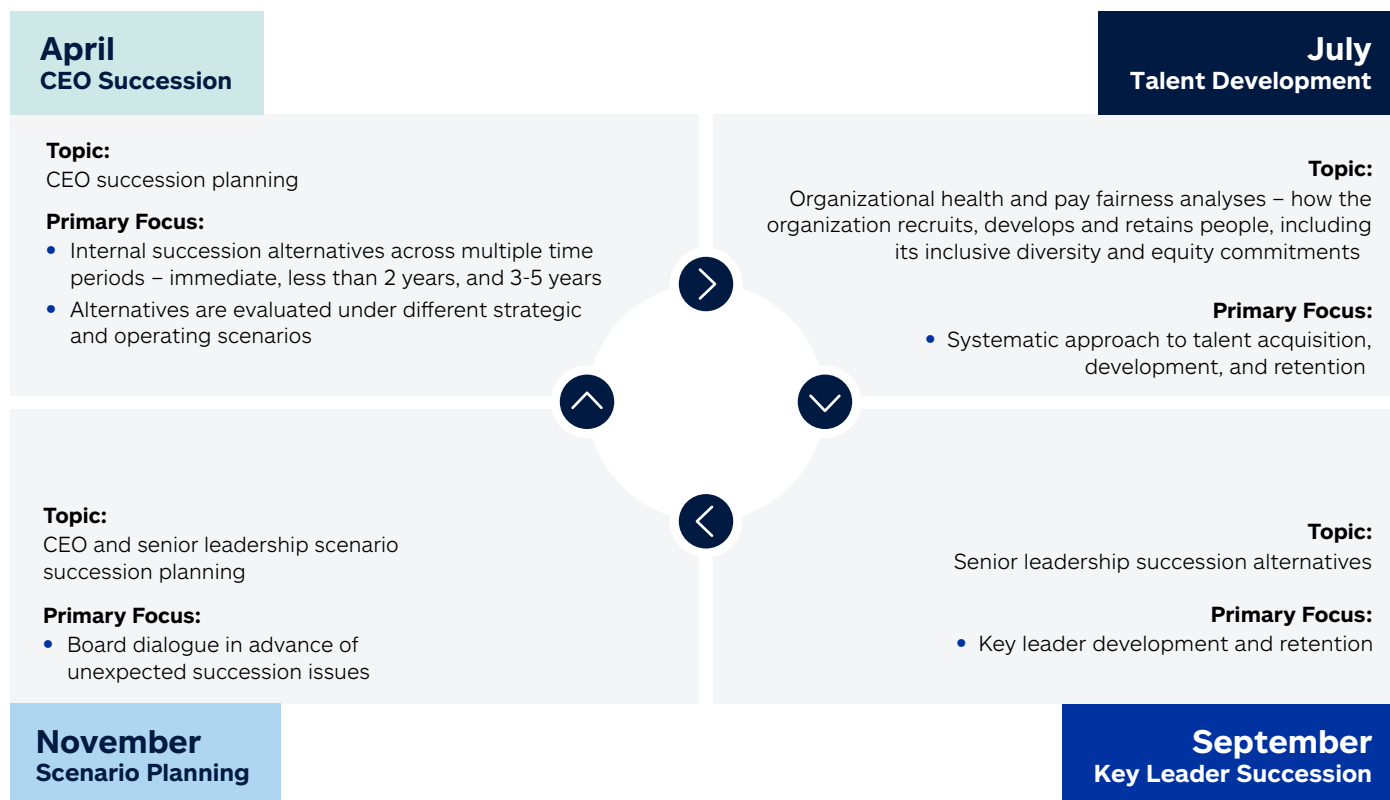 April
CEO Succession
Topic:
CEO succession planning
Primary Focus:
• Internal succession alternatives across multiple time
periods – immediate, less than 2 years, and 3-5 years
• Alternatives are evaluated under different strategic
and operating scenarios
July
Talent Development
Topic:
Organizational health and pay fairness analyses – how the
organization recruits, develops and retains people, including
its inclusive diversity and equity commitments
Primary Focus:
• Systematic approach to talent acquisition,
development, and retention
Topic:
Senior leadership succession alternatives
Primary Focus:
• Key leader development and retention
September
Key Leader Succession
Topic:
CEO and senior leadership scenario
succession planning
Primary Focus:
• Board dialogue in advance of
unexpected succession issues
November
Scenario Planning